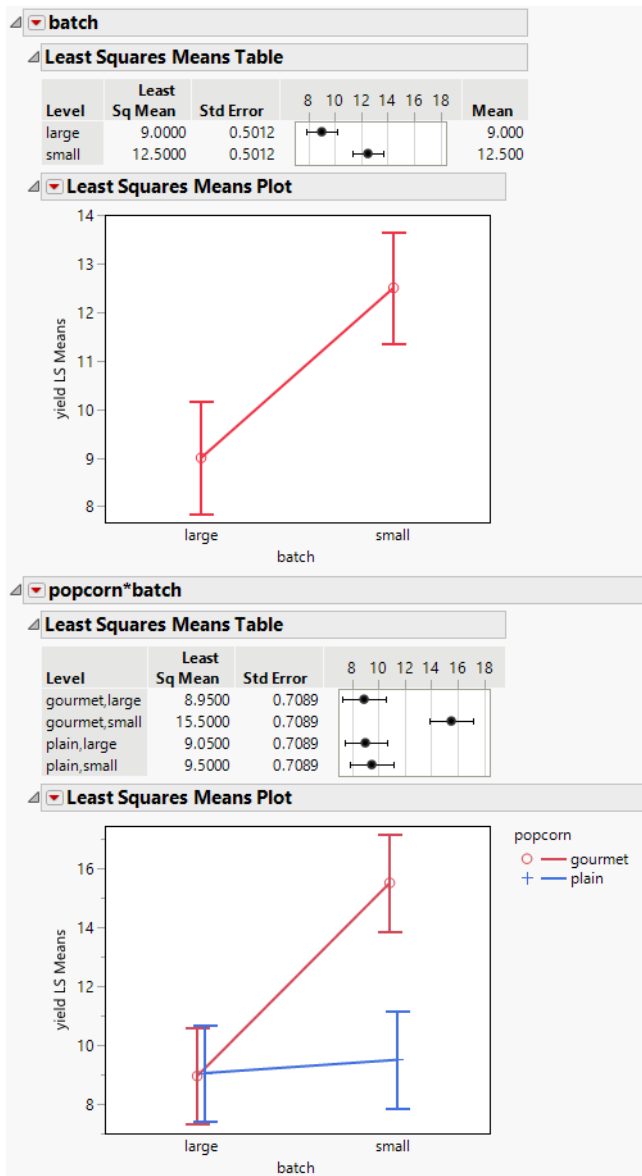 batch
Least Squares Means Table
Least
Level Sq Mean Std Error 8 10 12 14 16 18 Mean
large 9.0000 0.5012 9.000
small 12.5000 0.5012 12.500
Least Squares Means Plot
14
13
12
11
10
9
8
yield LS Means
large small
batch
popcorn*batch
Least Squares Means Table
Least
Level Sq Mean Std Error 8 10 12 14 16 18
gourmet,large 8.9500 0.7089
gourmet,small 15.5000 0.7089
plain,large 9.0500 0.7089
plain,small 9.5000 0.7089
Least Squares Means Plot
popcorn
gourmet
plain
16
14
12
10
8
yield LS Means
large small
batch